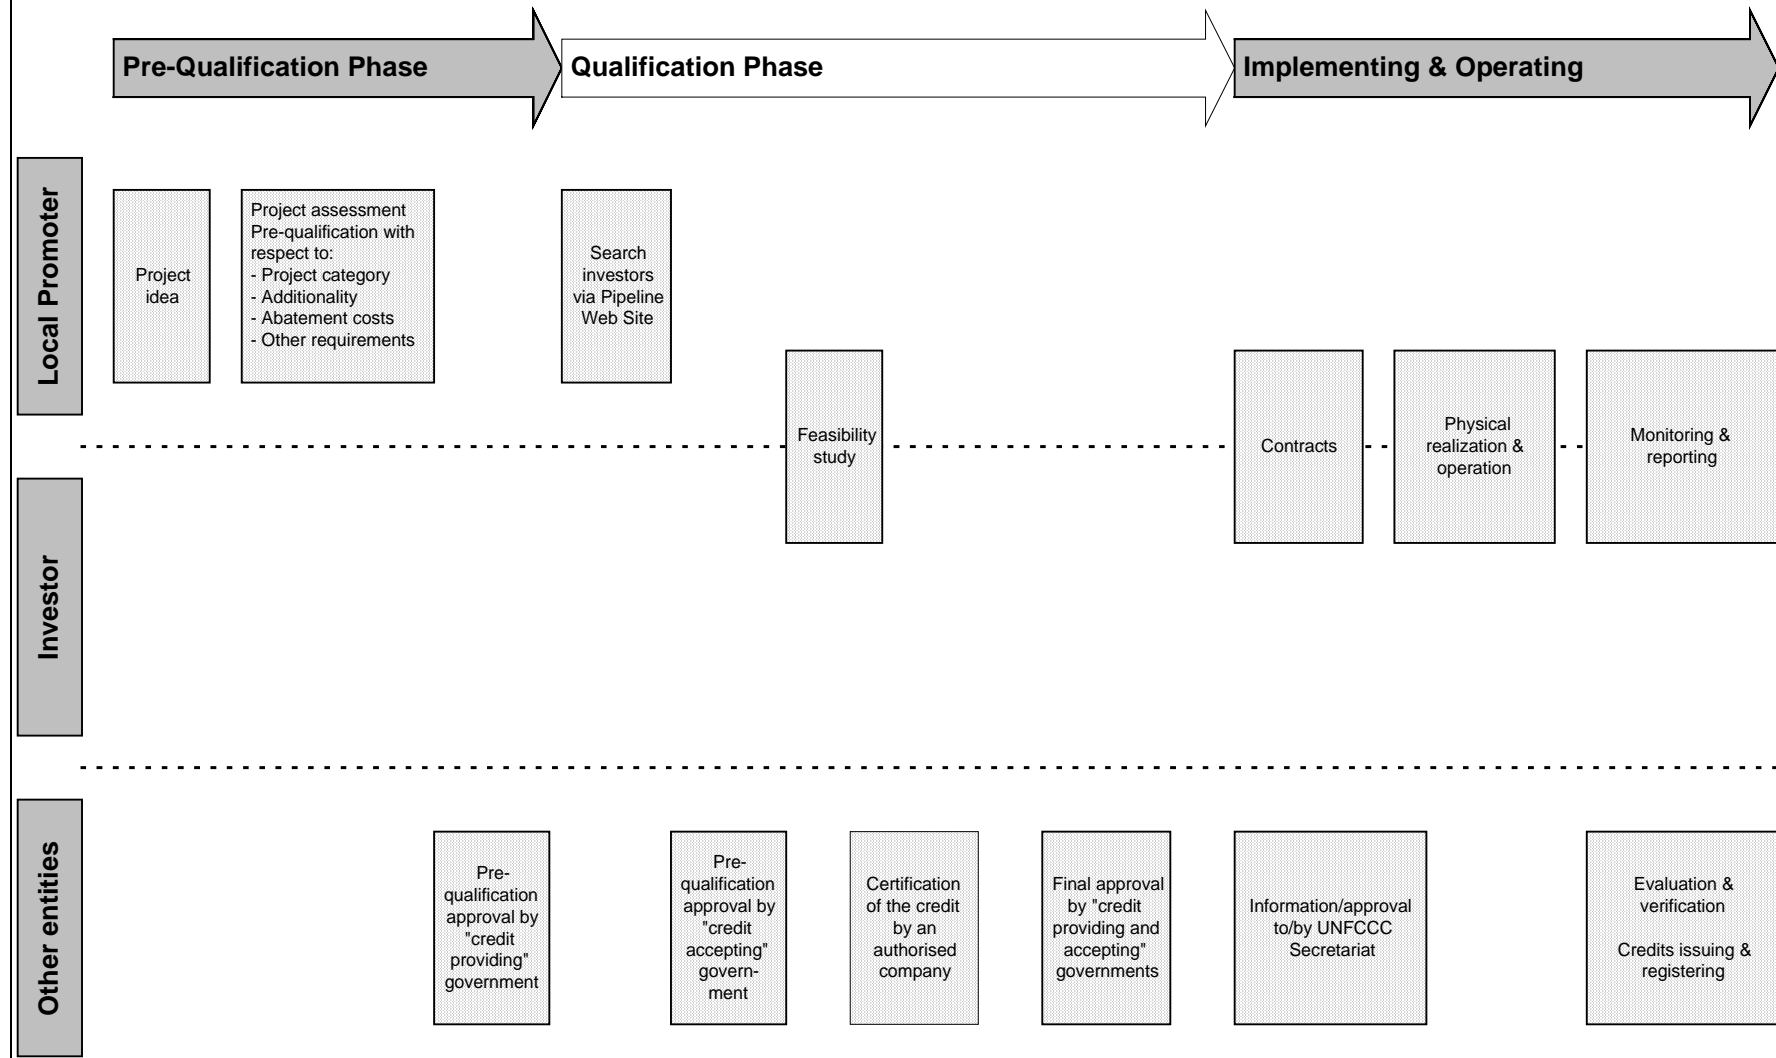 Pre-Qualification Phase
Qualification Phase
Implementing & Operating
Local Promoter
Project
idea
Project assessment
Pre-qualification with
respect to:
- Project category
- Additionality
- Abatement costs
- Other requirements
Search
investors
via Pipeline
Web Site
Feasibility
study
Contracts
Physical
realization &
operation
Monitoring &
reporting
Investor
Other entities
Pre-
qualification
approval by
"credit
providing"
government
Pre-
qualification
approval by
"credit
accepting"
govern-
ment
Certification
of the credit
by an
authorised
company
Final approval
by "credit
providing and
accepting"
governments
Information/approval
to/by UNFCCC
Secretariat
Evaluation &
verification
Credits issuing &
registering